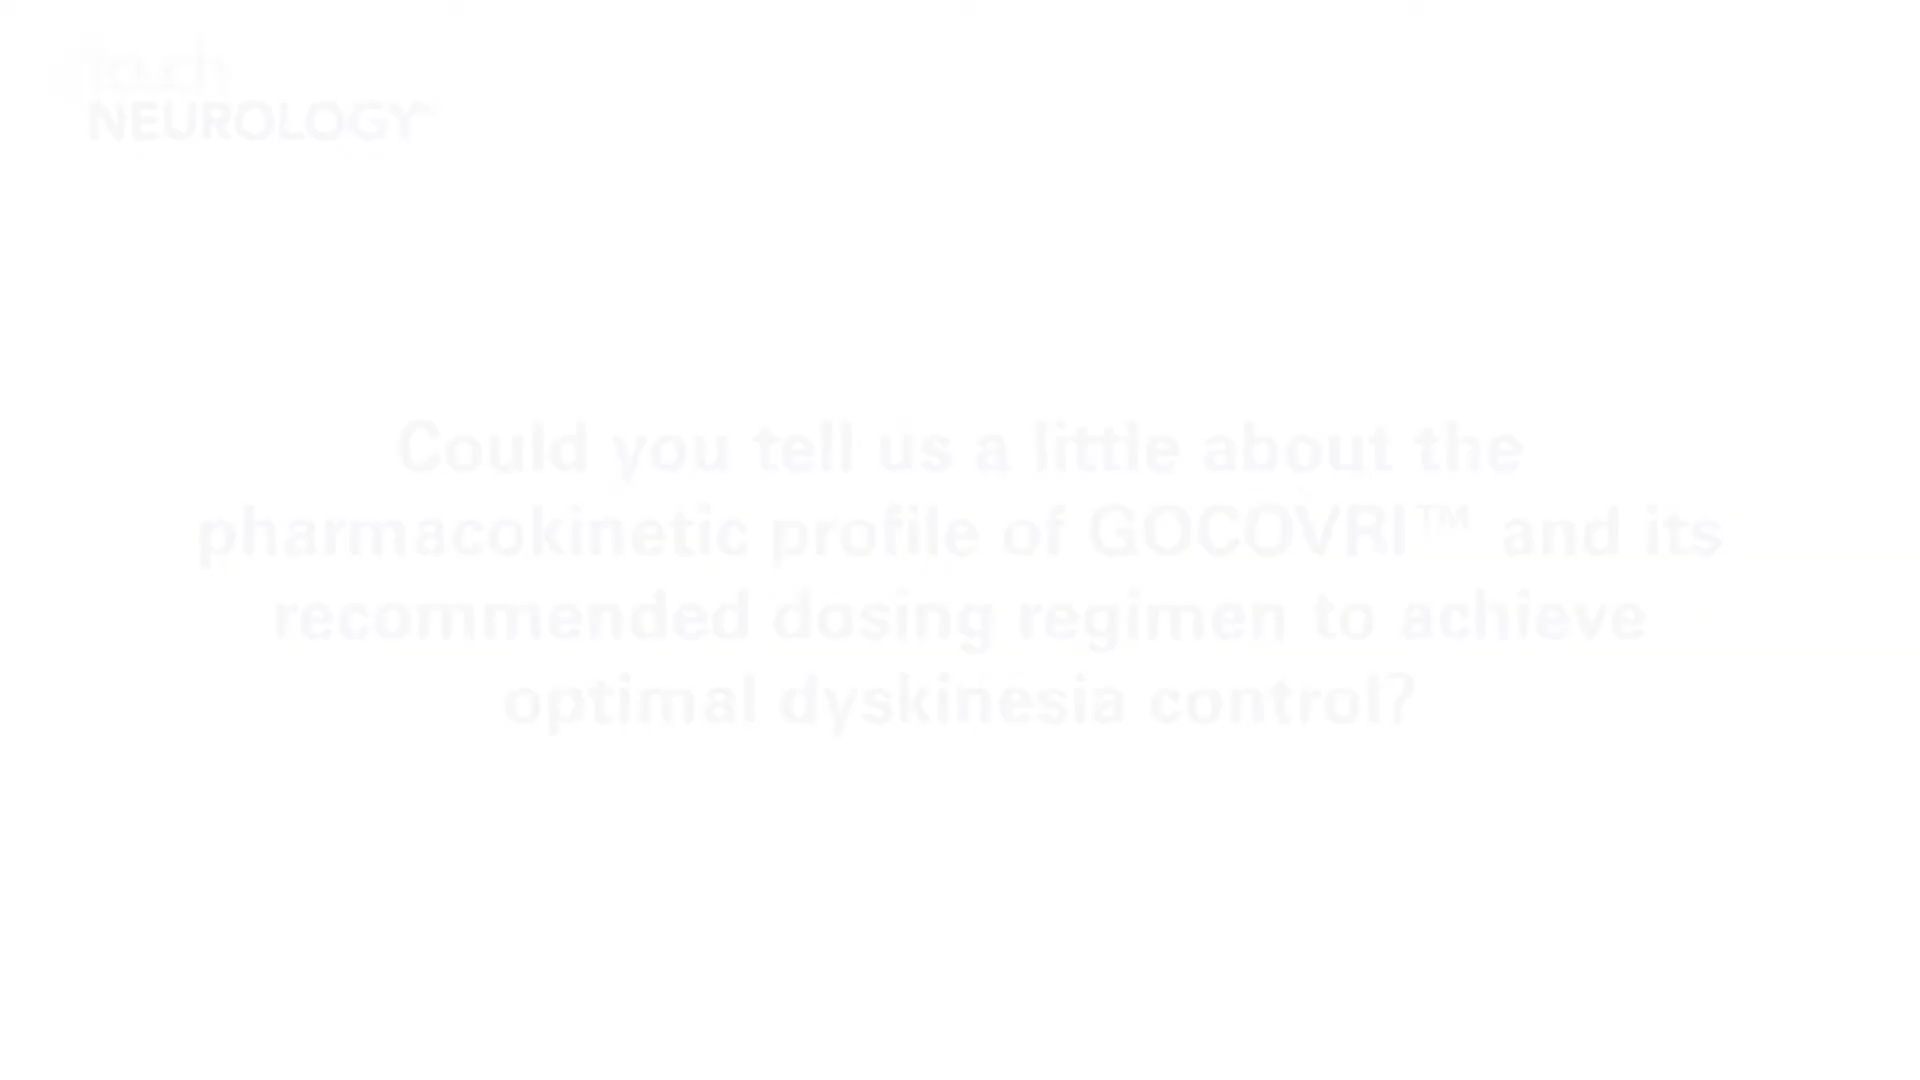 touch
NEUROLOGY
Could you tell us a little about the
pharmacokinetic profile of GOCOVRI™ and its
recommended dosing regimen to achieve
optimal dyskinesia control?